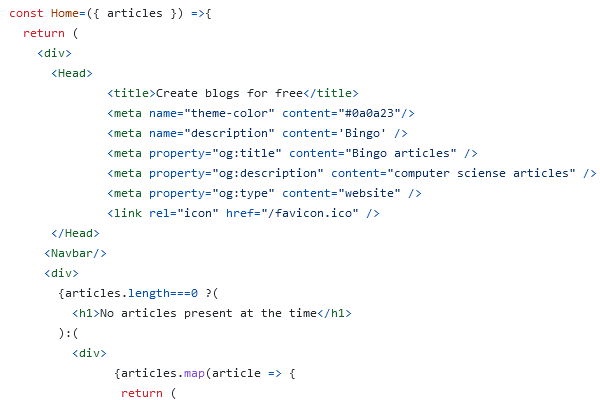 const Home=({ articles }) =>{
return (
<div>
<Head>
<title>Create blogs for free</title>
<meta name="theme-color" content="#0a0a23"/>
<meta name="description" content='Bingo' />
<meta property="og:title" content="Bingo articles" />
<meta property="og:description" content="computer sciense articles" />
<meta property="og:type" content="website" />
<link rel="icon" href="/favicon.ico" />
</Head>
<Navbar/>
<div>
{articles.length===0 ?(
<h1>No articles present at the time</h1>
):(
<div>
{articles.map(article => {
return (